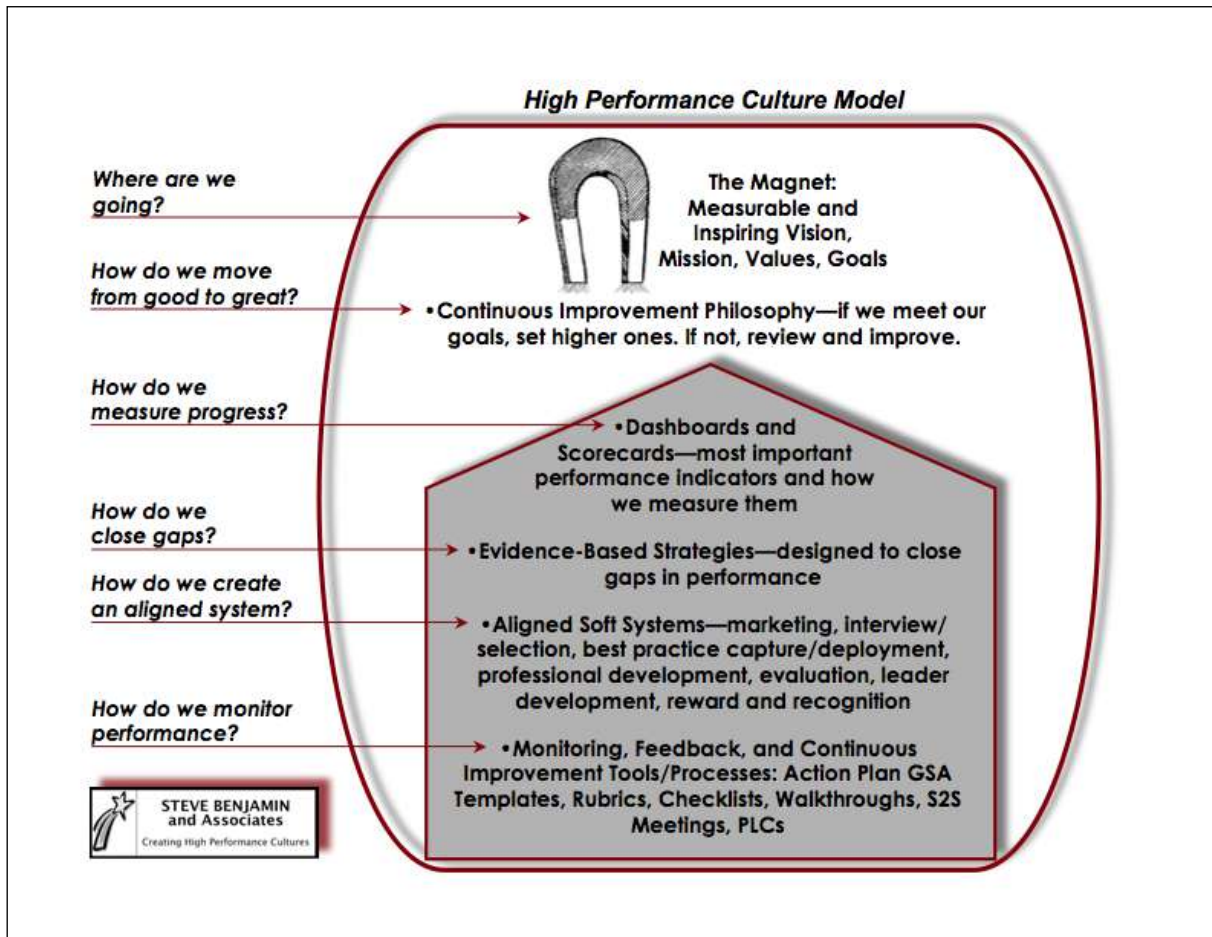 High Performance Culture Model
Where are we
going?
The Magnet:
Measurable and
Inspiring Vision,
Mission, Values, Goals
How do we move
from good to great?
•Continuous Improvement Philosophy—if we meet our
goals, set higher ones. If not, review and improve.
How do we
measure progress?
•Dashboards and
Scorecards—most important
performance indicators and how
we measure them
How do we
close gaps?
•Evidence-Based Strategies—designed to close
gaps in performance
How do we create
an aligned system?
•Aligned Soft Systems—marketing, interview/
selection, best practice capture/deployment,
professional development, evaluation, leader
development, reward and recognition
How do we monitor
performance?
•Monitoring, Feedback, and Continuous
Improvement Tools/Processes: Action Plan GSA
Templates, Rubrics, Checklists, Walkthroughs, S2S
Meetings, PLCs
STEVE BENJAMIN
and Associates
Creating High Performance Cultures